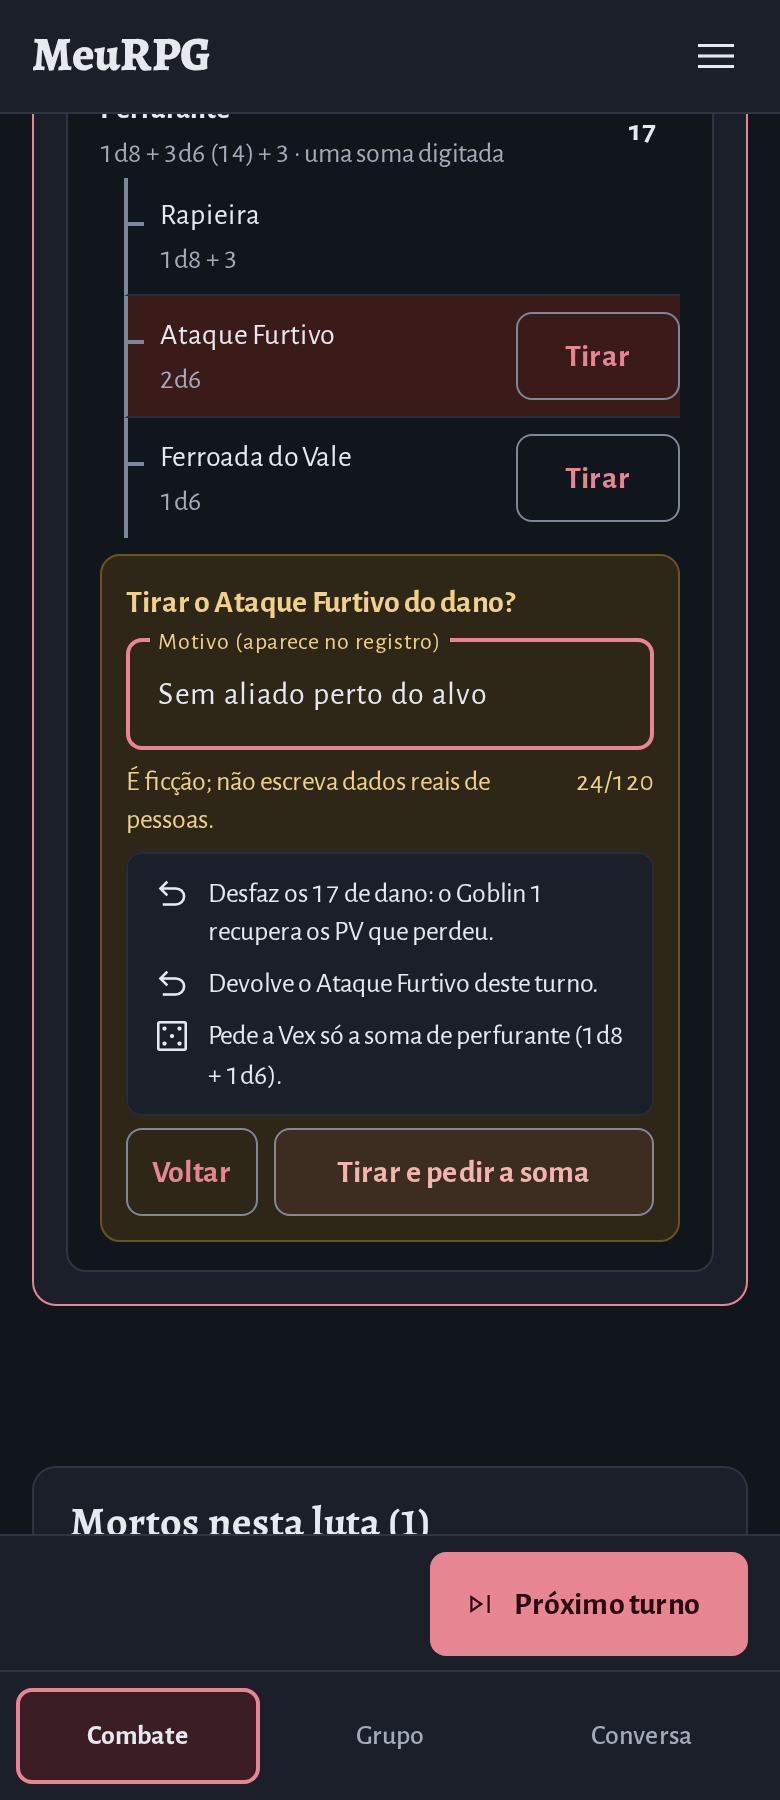 MeuRPG
Perfurante
17
1d8 + 3d6 (14) + 3 · uma soma digitada
Rapieira
1d8 + 3
Ataque Furtivo
2d6
Tirar
Ferroada do Vale
1d6
Tirar
Tirar o Ataque Furtivo do dano?
Motivo (aparece no registro)
Sem aliado perto do alvo
É ficção; não escreva dados reais de
pessoas.
24/120
Desfaz os 17 de dano: o Goblin 1
recupera os PV que perdeu.
Devolve o Ataque Furtivo deste turno.
Pede a Vex só a soma de perfurante (1d8
+ 1d6).
Voltar
Tirar e pedir a soma
Mortos nesta luta (1)
Próximo turno
Combate
Grupo
Conversa